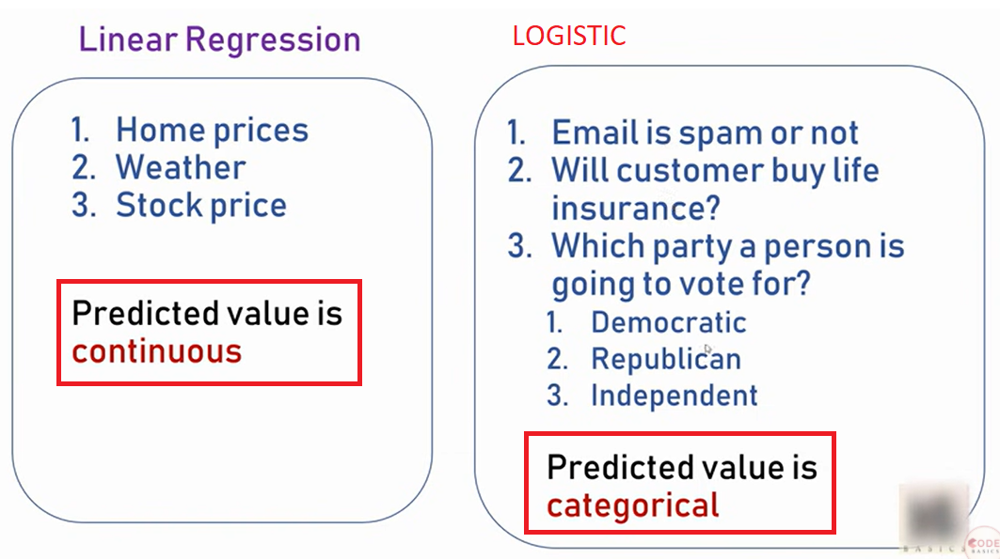 Linear Regression
1. Home prices
2. Weather
3. Stock price
Predicted value is
continuous
LOGISTIC
1. Email is spam or not
2. Will customer buy life
insurance?
3. Which party a person is
going to vote for?
1. Democratic
2. Republican
3. Independent
Predicted value is
categorical
BASICS
CODE
BASICS